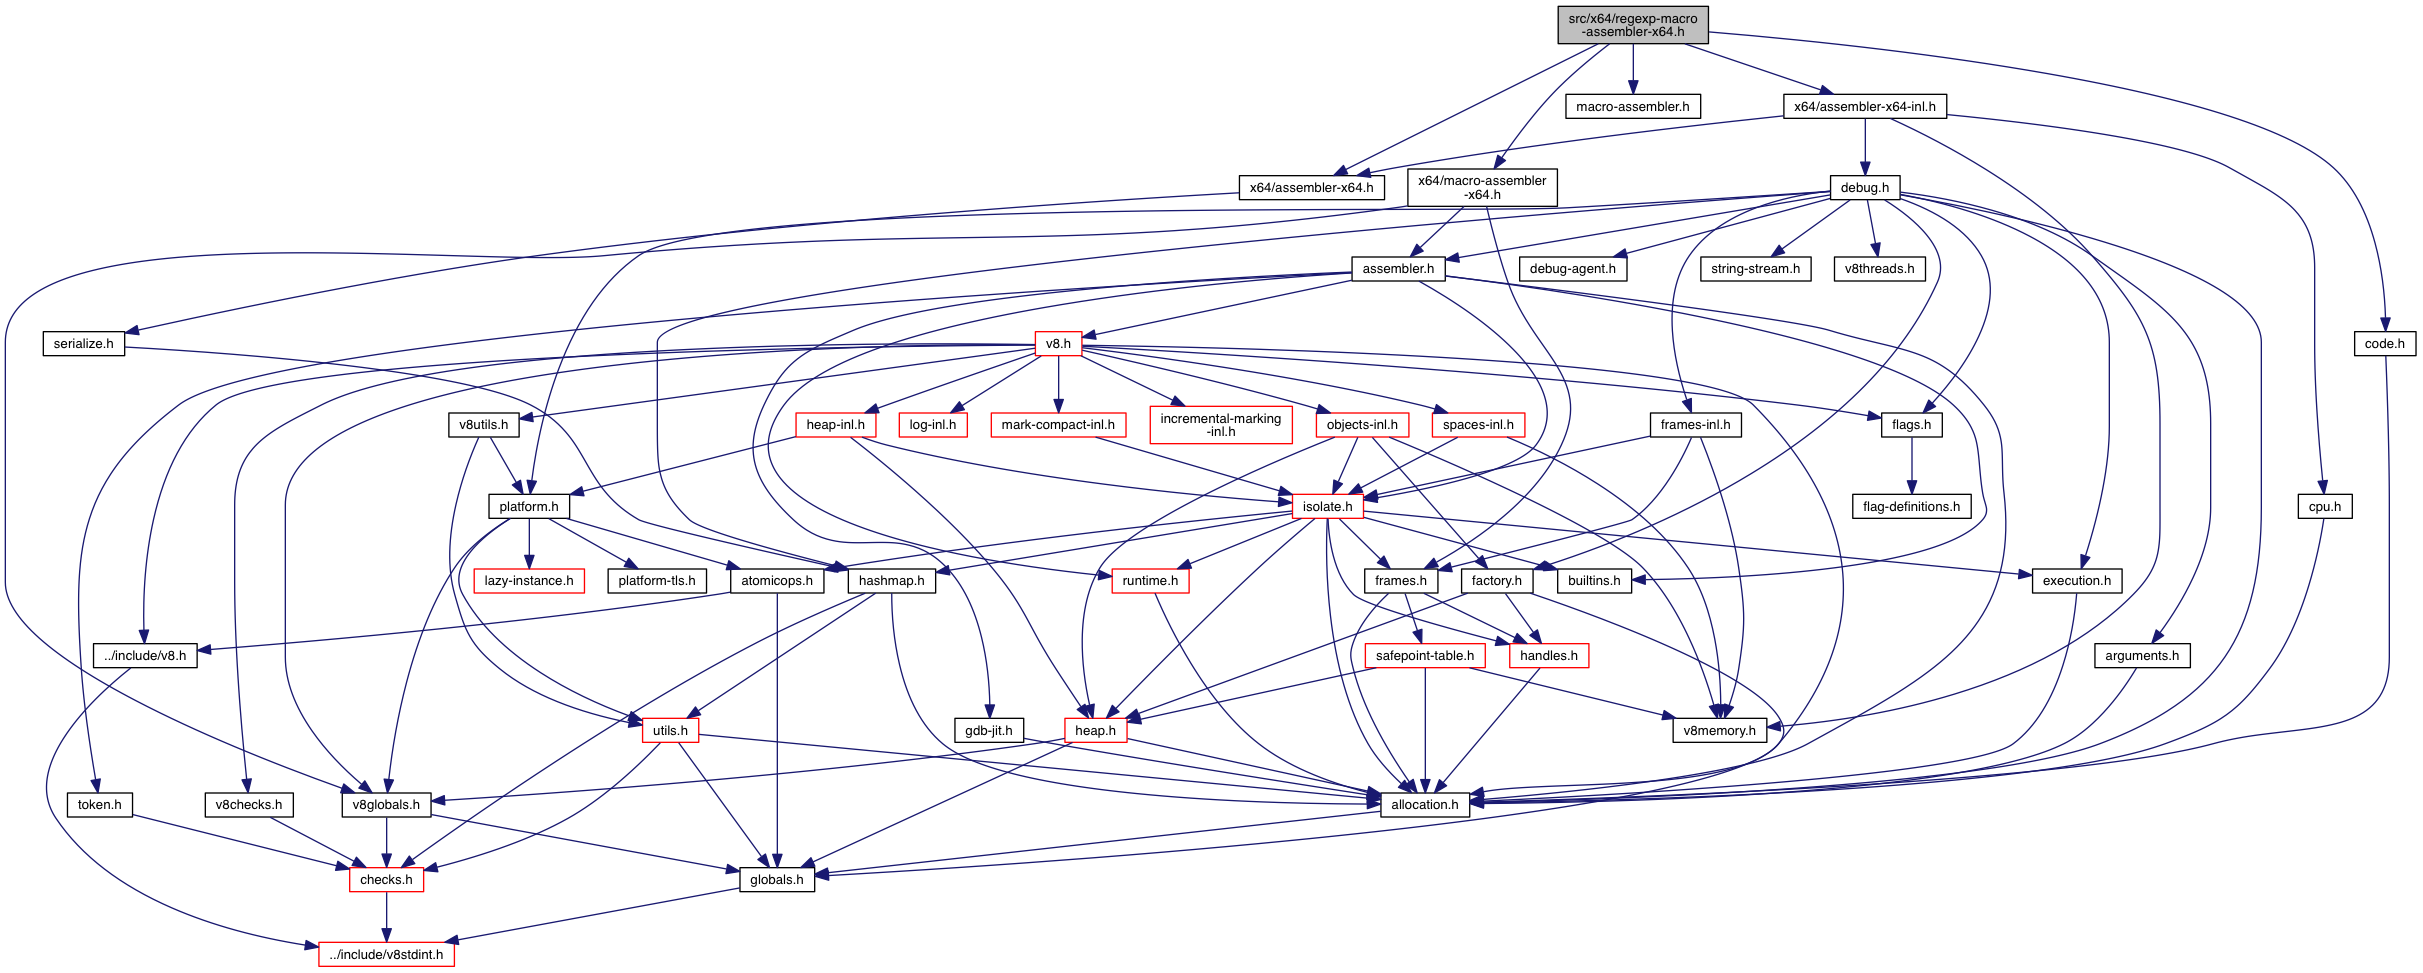 src/x64/regexp-macro
-assembler-x64.h
macro-assembler.h
x64/assembler-x64-inl.h
x64/assembler-x64.h
x64/macro-assembler
-x64.h
debug.h
assembler.h
debug-agent.h
string-stream.h
v8threads.h
serialize.h
v8.h
code.h
v8utils.h
heap-inl.h
log-inl.h
mark-compact-inl.h
incremental-marking
-inl.h
objects-inl.h
spaces-inl.h
frames-inl.h
flags.h
platform.h
isolate.h
flag-definitions.h
cpu.h
lazy-instance.h
platform-tls.h
atomicops.h
hashmap.h
runtime.h
frames.h
factory.h
builtins.h
execution.h
../include/v8.h
safepoint-table.h
handles.h
arguments.h
utils.h
gdb-jit.h
heap.h
v8memory.h
token.h
v8checks.h
v8globals.h
allocation.h
checks.h
globals.h
../include/v8stdint.h